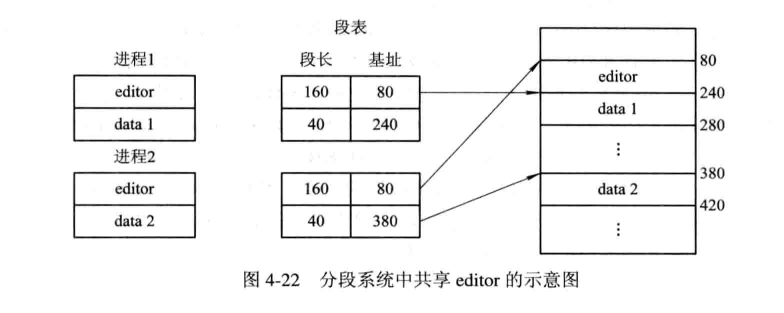 段表
进程1
段长 基址
editor 160 80
data 1 40 240
进程2
editor 160 80
data 2 40 380
80
editor
240
data 1
280
⋮
380
data 2
420
⋮
图 4-22 分段系统中共享 editor 的示意图